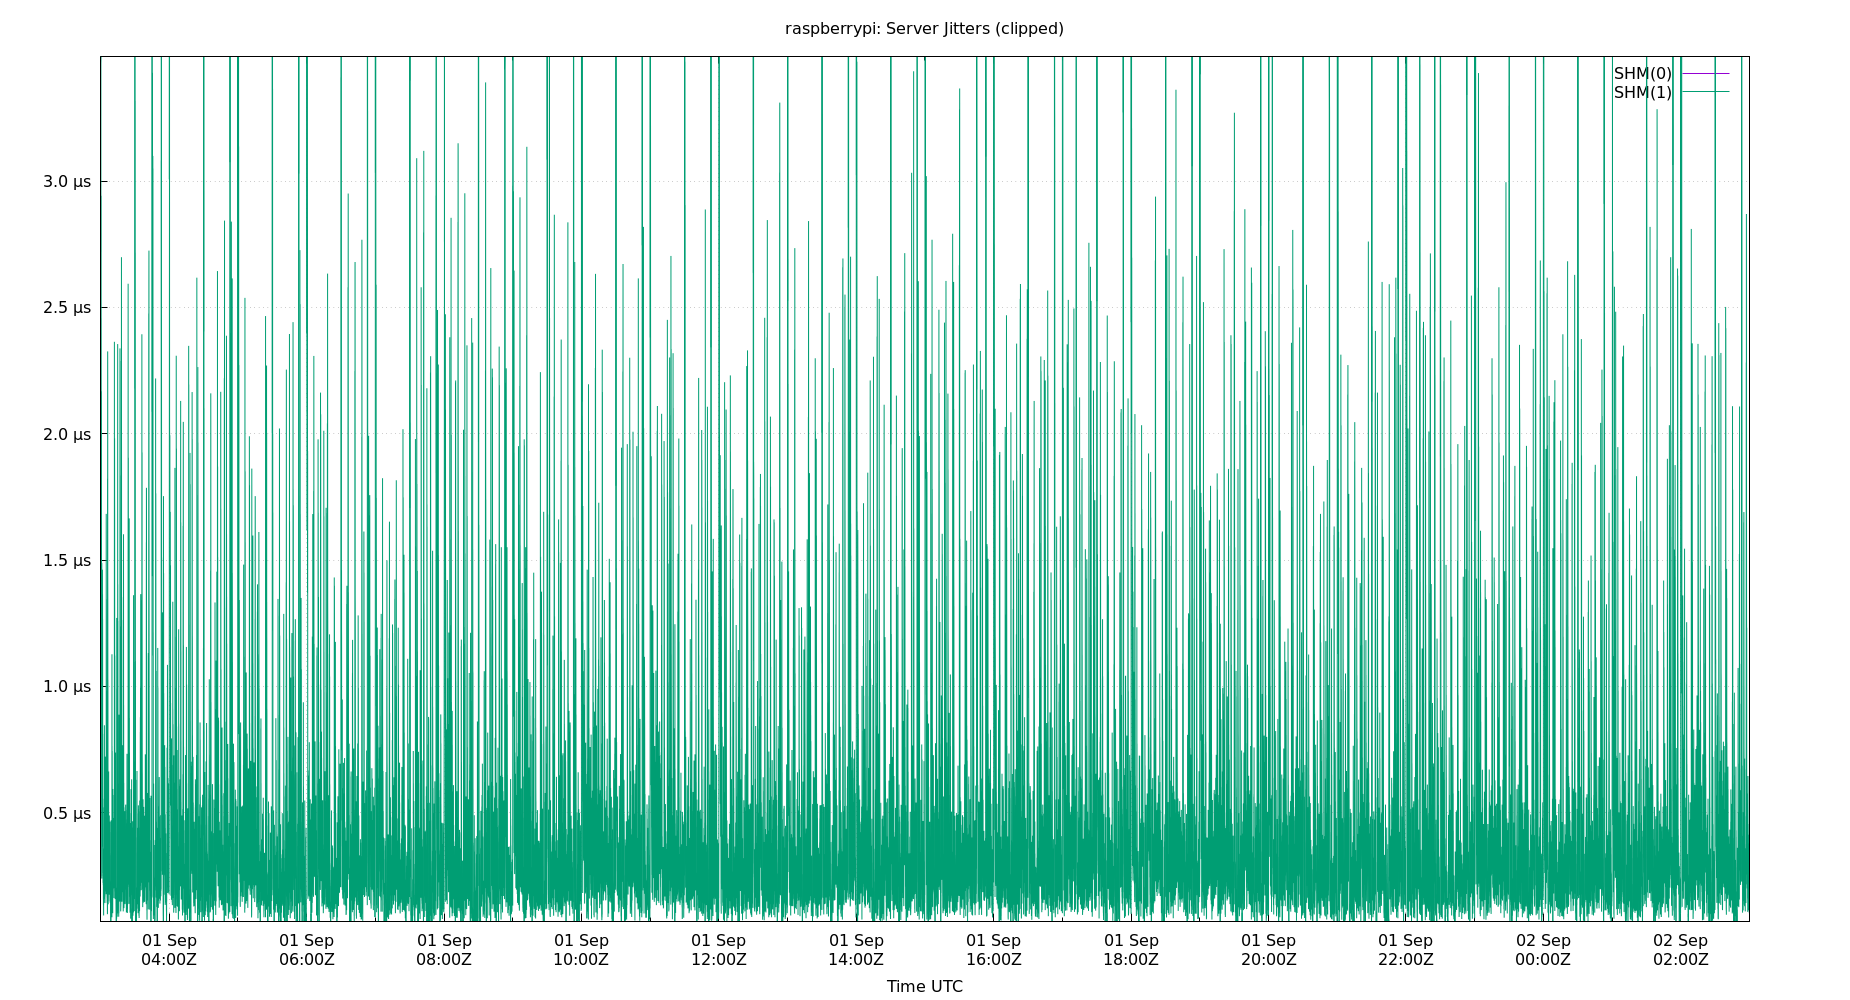 raspberrypi: Server Jitters (clipped)
SHM(0)
SHM(1)
3.0 µs
2.5 µs
2.0 µs
1.5 µs
1.0 µs
0.5 µs
01 Sep 01 Sep 01 Sep 01 Sep 01 Sep 01 Sep 01 Sep 01 Sep 01 Sep 01 Sep 02 Sep 02 Sep
04:00Z 06:00Z 08:00Z 10:00Z 12:00Z 14:00Z 16:00Z 18:00Z 20:00Z 22:00Z 00:00Z 02:00Z
Time UTC